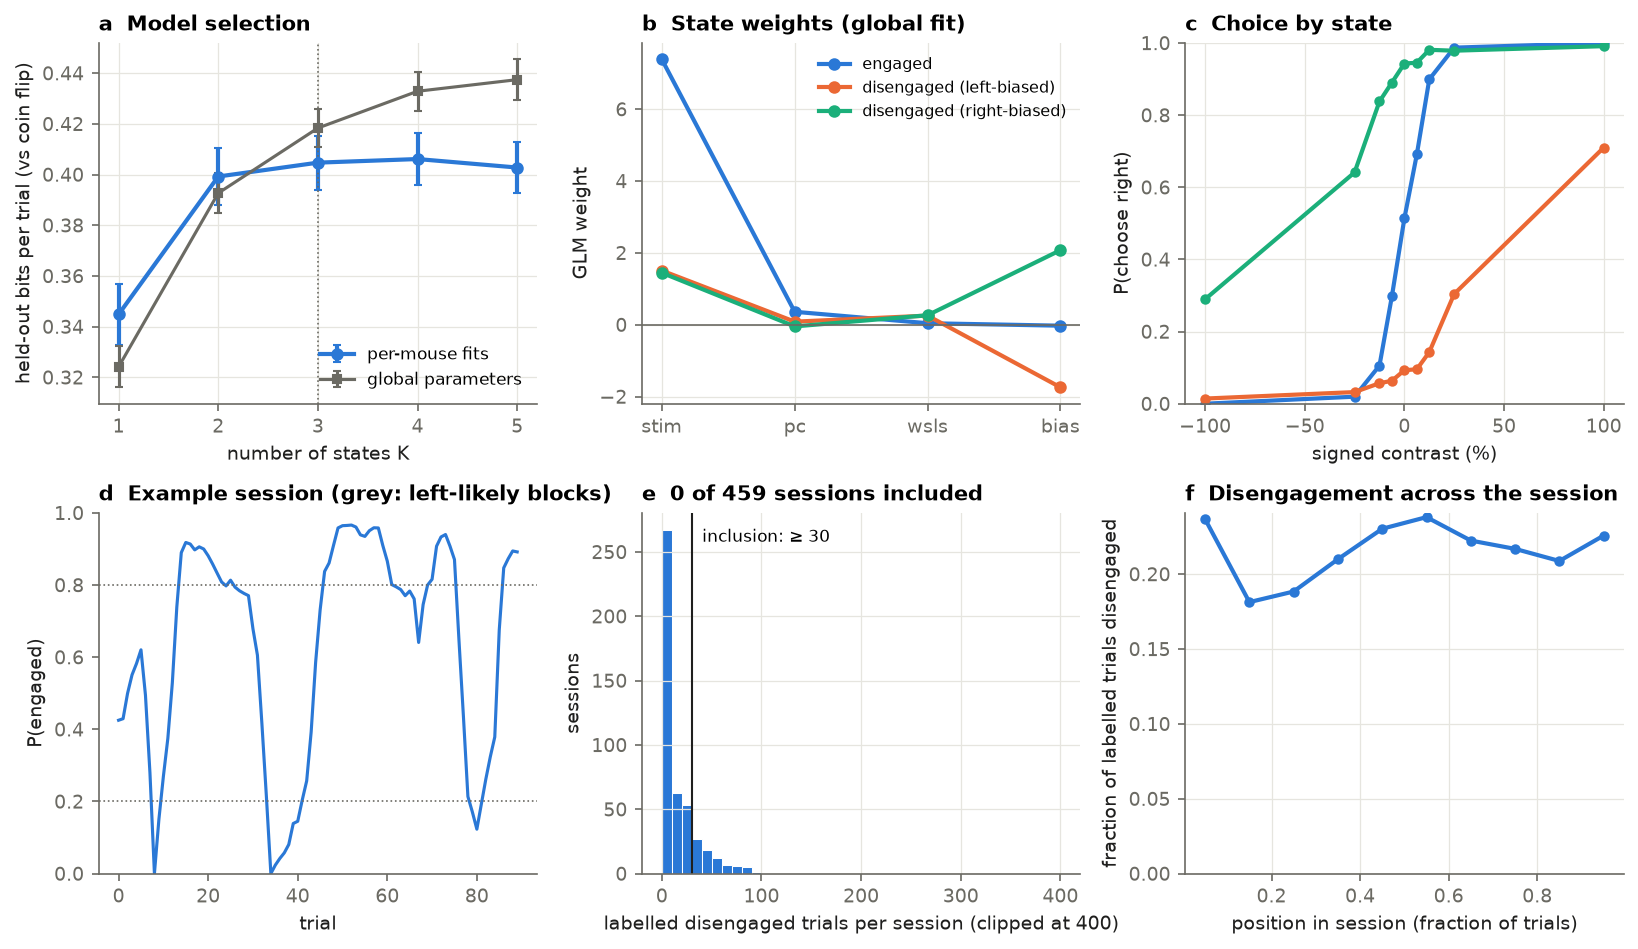 a Model selection
held-out bits per trial (vs coin flip)
0.44
0.42
0.40
0.38
0.36
0.34
0.32
per-mouse fits
global parameters
1 2 3 4 5
number of states K
b State weights (global fit)
GLM weight
6
4
2
0
−2
engaged
disengaged (left-biased)
disengaged (right-biased)
stim pc wsls bias
c Choice by state
P(choose right)
1.0
0.8
0.6
0.4
0.2
0.0
−100 −50 0 50 100
signed contrast (%)
d Example session (grey: left-likely blocks)
P(engaged)
1.0
0.8
0.6
0.4
0.2
0.0
0 20 40 60 80
trial
e 0 of 459 sessions included
sessions
250
200
150
100
50
0
inclusion: ≥ 30
0 100 200 300 400
labelled disengaged trials per session (clipped at 400)
f Disengagement across the session
fraction of labelled trials disengaged
0.20
0.15
0.10
0.05
0.00
0.2 0.4 0.6 0.8
position in session (fraction of trials)